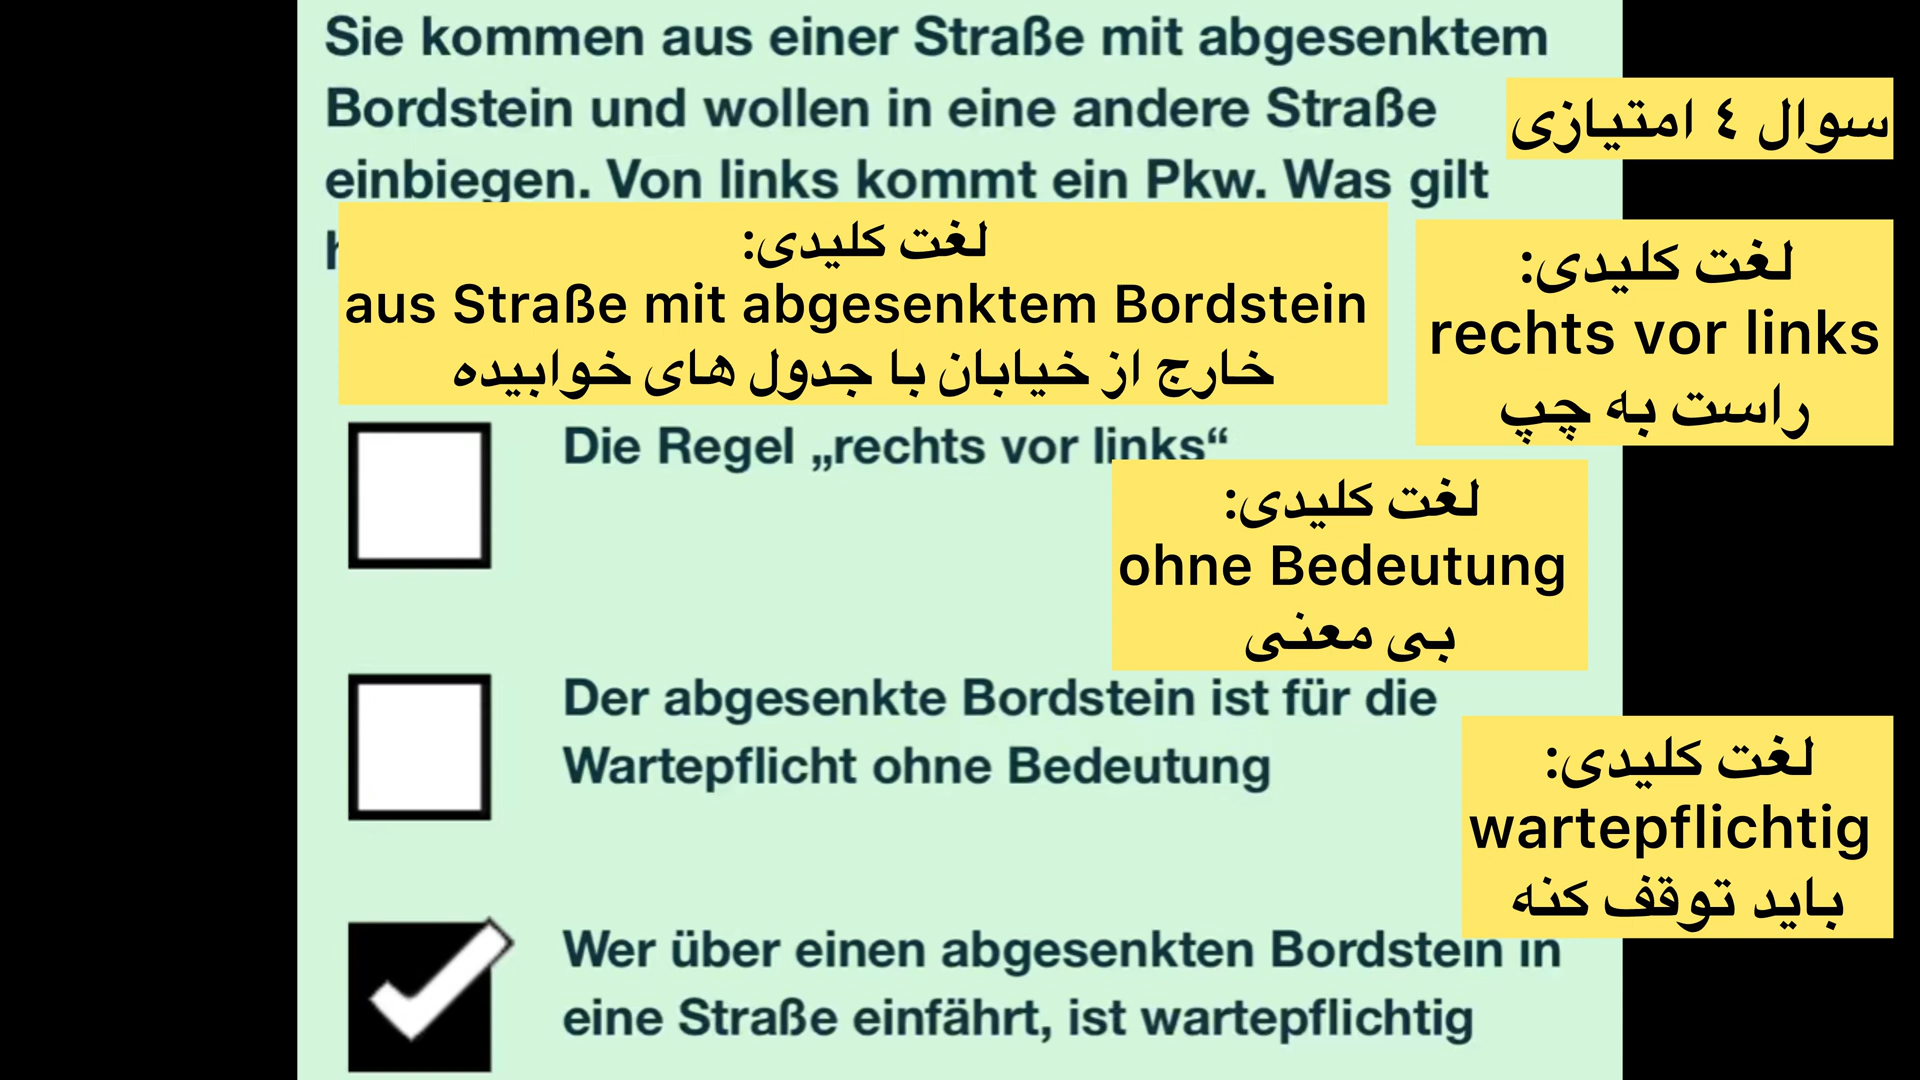 Sie kommen aus einer Straße mit abgesenktem
Bordstein und wollen in eine andere Straße
einbiegen. Von links kommt ein Pkw. Was gilt
سوال ٤ امتیازی
لغت کلیدی:
aus Straße mit abgesenktem Bordstein
خارج از خیابان با جدول های خوابیده
لغت کلیدی:
rechts vor links
راست به چپ
Die Regel „rechts vor links“
لغت کلیدی:
ohne Bedeutung
بی معنی
Der abgesenkte Bordstein ist für die
Wartepflicht ohne Bedeutung
لغت کلیدی:
wartepflichtig
باید توقف کنه
Wer über einen abgesenkten Bordstein in
eine Straße einfährt, ist wartepflichtig